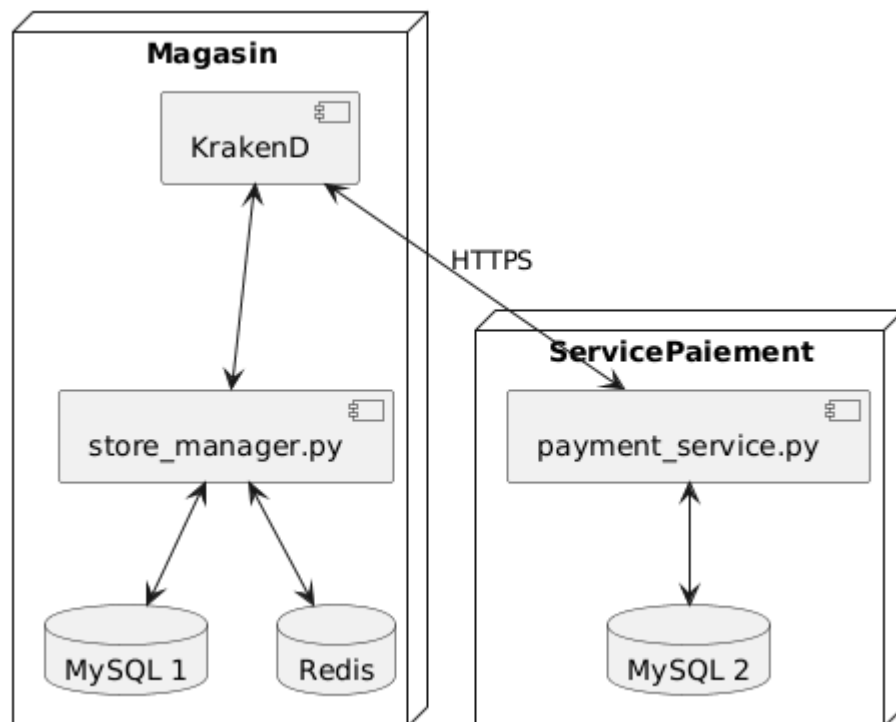 Magasin
KrakenD
HTTPS
ServicePaiement
store_manager.py
payment_service.py
MySQL 1
Redis
MySQL 2